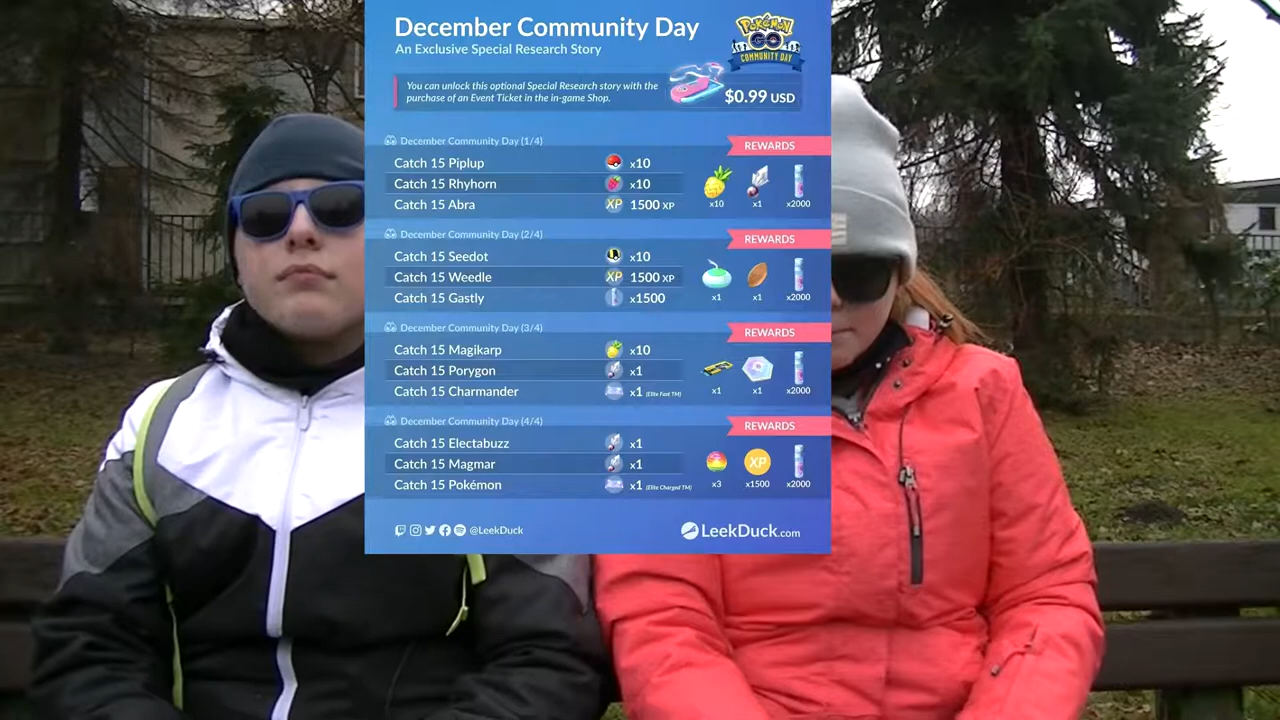 December Community Day
An Exclusive Special Research Story
POKÉMON
GO
COMMUNITY DAY
You can unlock this optional Special Research story with the
purchase of an Event Ticket in the in-game Shop.
$0.99 USD
December Community Day (1/4)
REWARDS
Catch 15 Piplup x10
Catch 15 Rhyhorn x10
Catch 15 Abra XP 1500 XP
x10 x1 x2000
December Community Day (2/4)
REWARDS
Catch 15 Seedot x10
Catch 15 Weedle XP 1500 XP
Catch 15 Gastly x1500
x1 x1 x2000
December Community Day (3/4)
REWARDS
Catch 15 Magikarp x10
Catch 15 Porygon x1
Catch 15 Charmander x1 (Elite Fast TM)
x1 x1 x2000
December Community Day (4/4)
REWARDS
Catch 15 Electabuzz x1
Catch 15 Magmar x1
Catch 15 Pokémon x1 (Elite Charged TM)
XP
x3 x1500 x2000
@LeekDuck
LeekDuck.com